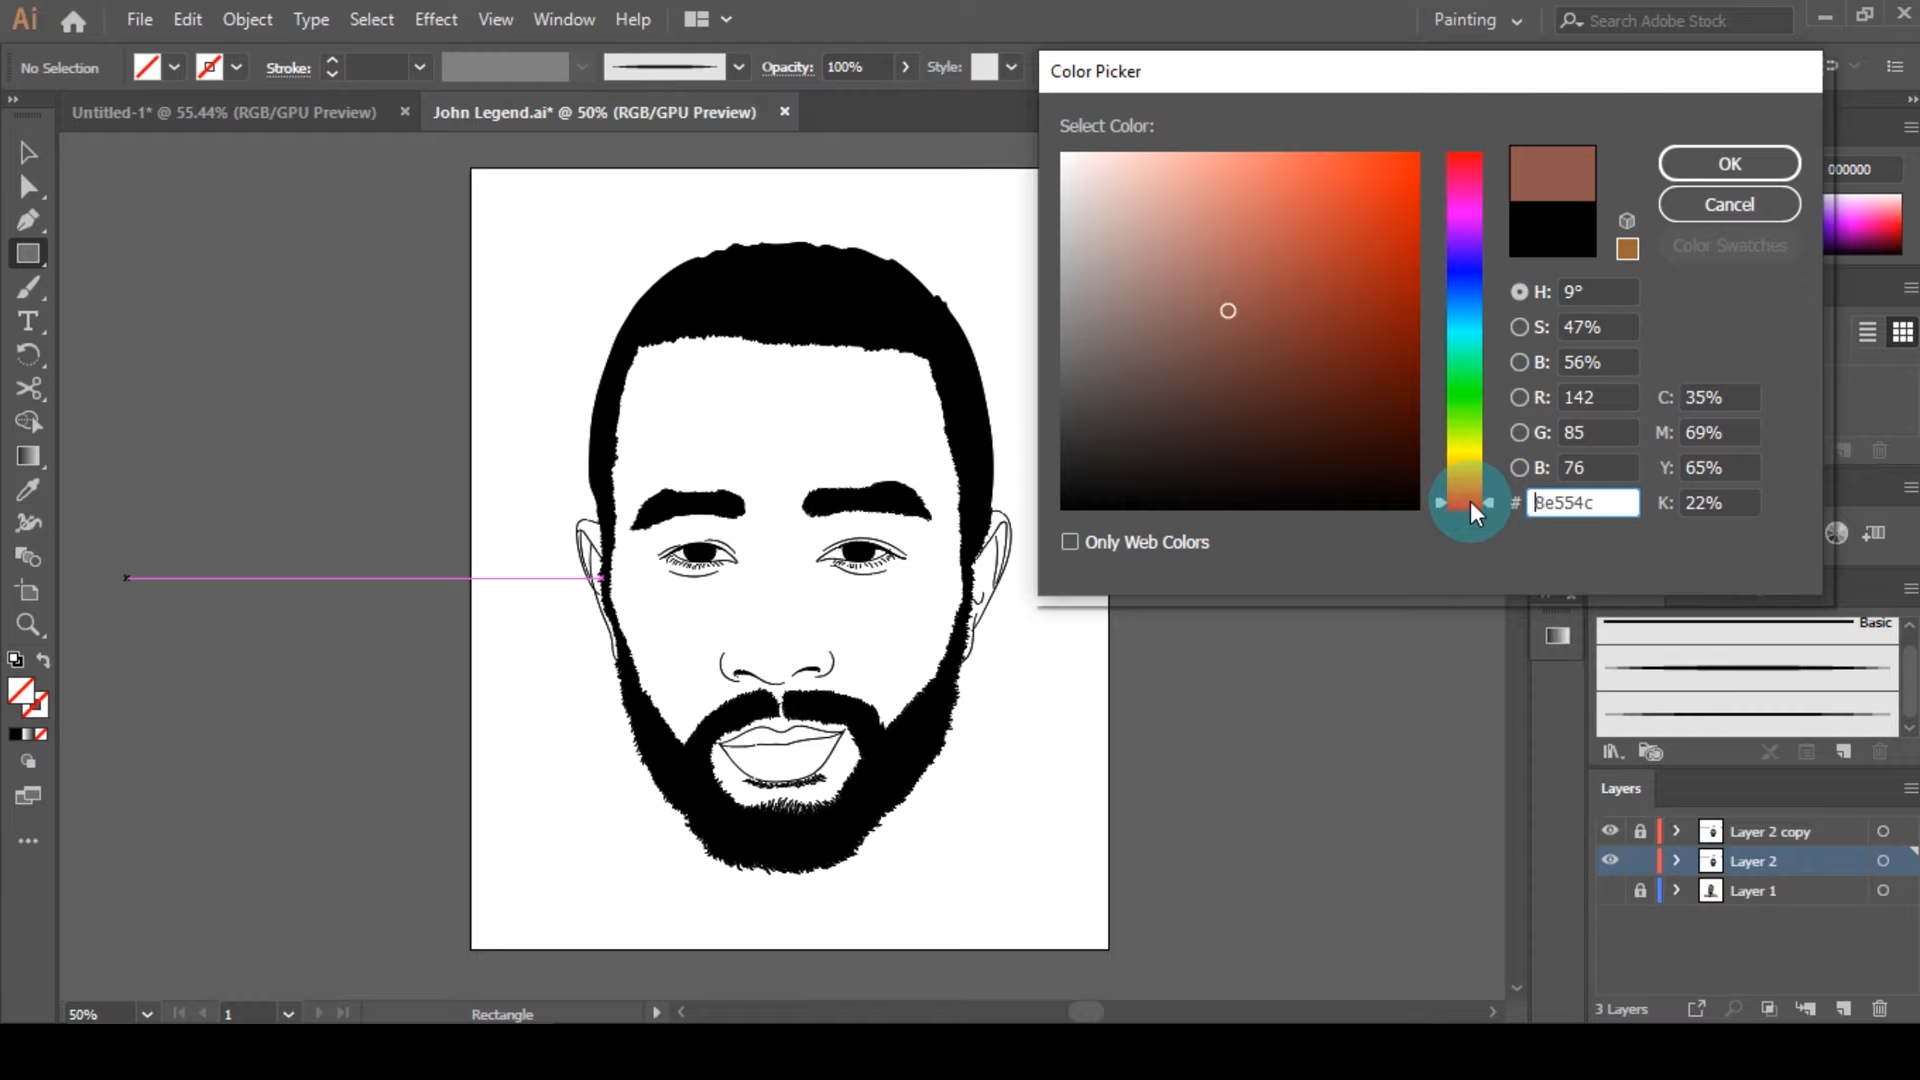 Ai File Edit Object Type Select Effect View Window Help Painting Search Adobe Stock
No Selection Stroke: Opacity: 100% Style:
Color Picker
Untitled-1* @ 55.44% (RGB/GPU Preview) John Legend.ai* @ 50% (RGB/GPU Preview)
Select Color:
OK
000000
Cancel
Color Swatches
H: 9°
S: 47%
B: 56%
R: 142 C: 35%
G: 85 M: 69%
B: 76 Y: 65%
# 8e554c K: 22%
Only Web Colors
Basic
Layers
Layer 2 copy
Layer 2
Layer 1
50% 1 Rectangle 3 Layers